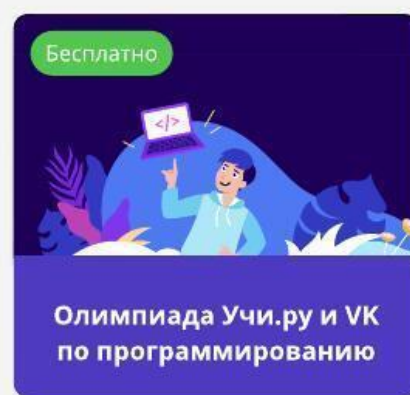 Бесплатно
</>
Олимпиада Учи.ру и VK
по программированию